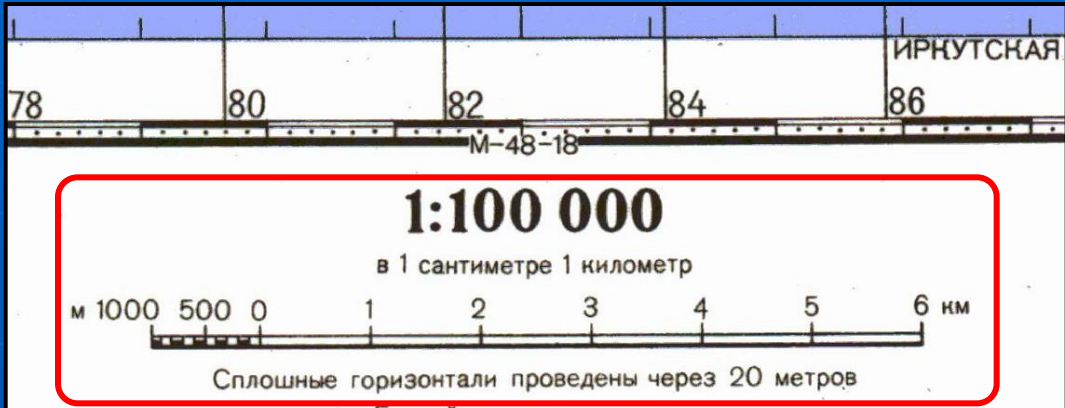 ИРКУТСКАЯ
78 80 82 84 86
М-48-18
1:100 000
в 1 сантиметре 1 километр
м 1000 500 0 1 2 3 4 5 6 км
Сплошные горизонтали проведены через 20 метров